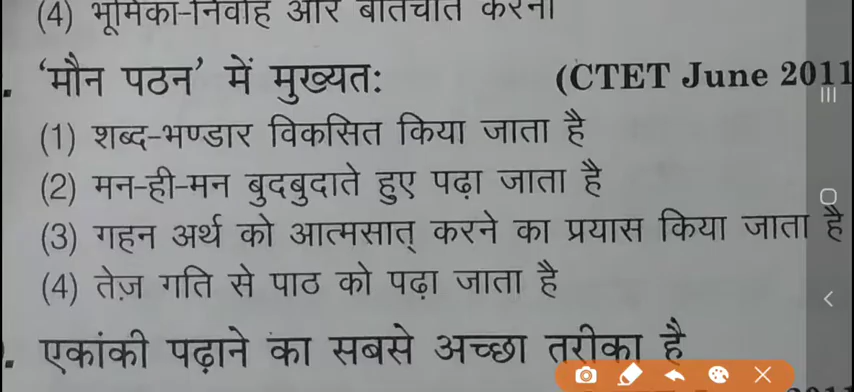 (4) भूमिका-निर्वाह और बातचीत करना
'मौन पठन' में मुख्यतः (CTET June 2011
(1) शब्द-भण्डार विकसित किया जाता है
(2) मन-ही-मन बुदबुदाते हुए पढ़ा जाता है
(3) गहन अर्थ को आत्मसात् करने का प्रयास किया जाता है
(4) तेज़ गति से पाठ को पढ़ा जाता है
एकांकी पढ़ाने का सबसे अच्छा तरीका है